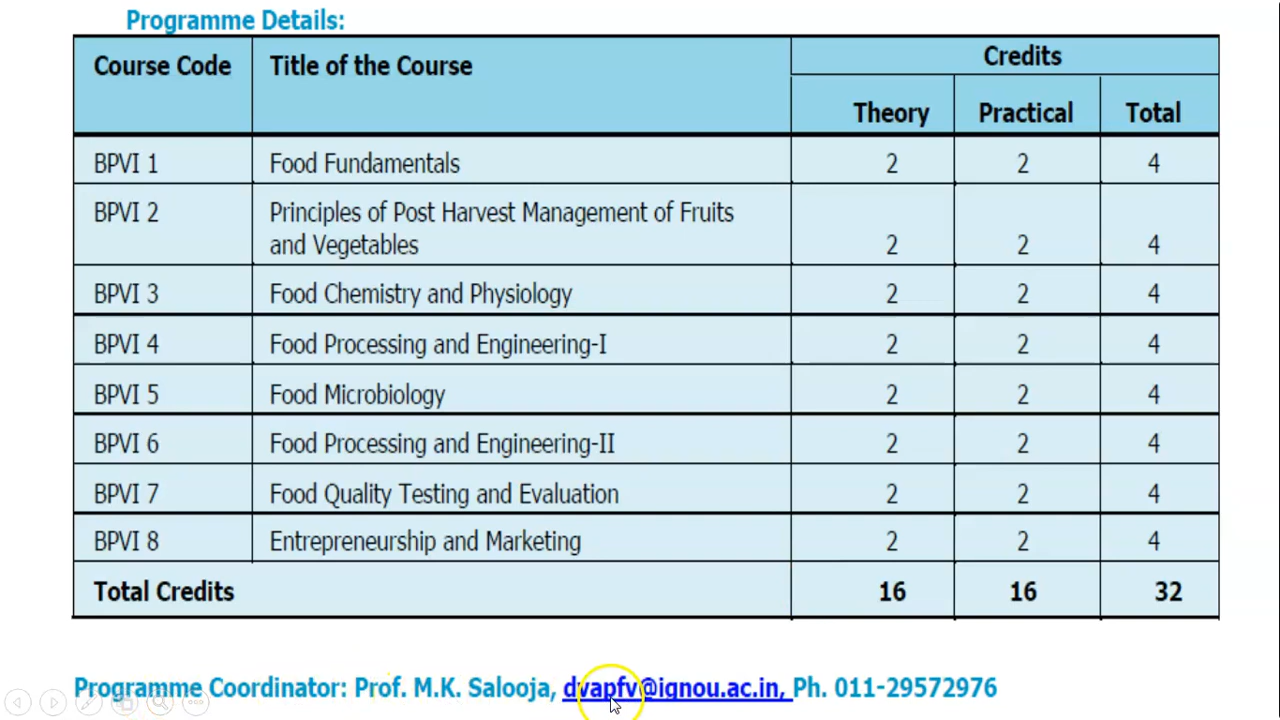 Programme Details:
Course Code Title of the Course Credits
Theory Practical Total
BPVI 1 Food Fundamentals 2 2 4
BPVI 2 Principles of Post Harvest Management of Fruits
and Vegetables 2 2 4
BPVI 3 Food Chemistry and Physiology 2 2 4
BPVI 4 Food Processing and Engineering-I 2 2 4
BPVI 5 Food Microbiology 2 2 4
BPVI 6 Food Processing and Engineering-II 2 2 4
BPVI 7 Food Quality Testing and Evaluation 2 2 4
BPVI 8 Entrepreneurship and Marketing 2 2 4
Total Credits 16 16 32
Programme Coordinator: Prof. M.K. Salooja, dvapfv@ignou.ac.in, Ph. 011-29572976